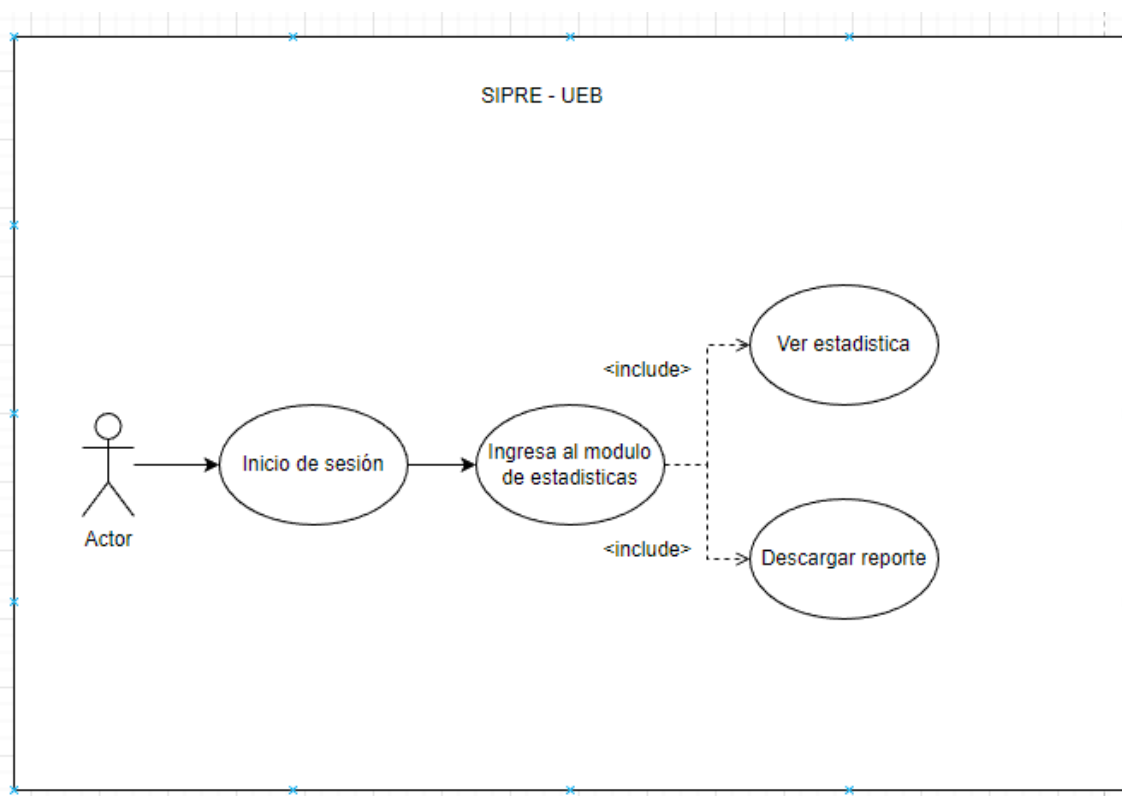 SIPRE - UEB
Ver estadistica
<include>
Inicio de sesión
Ingresa al modulo
de estadisticas
Actor
<include>
Descargar reporte